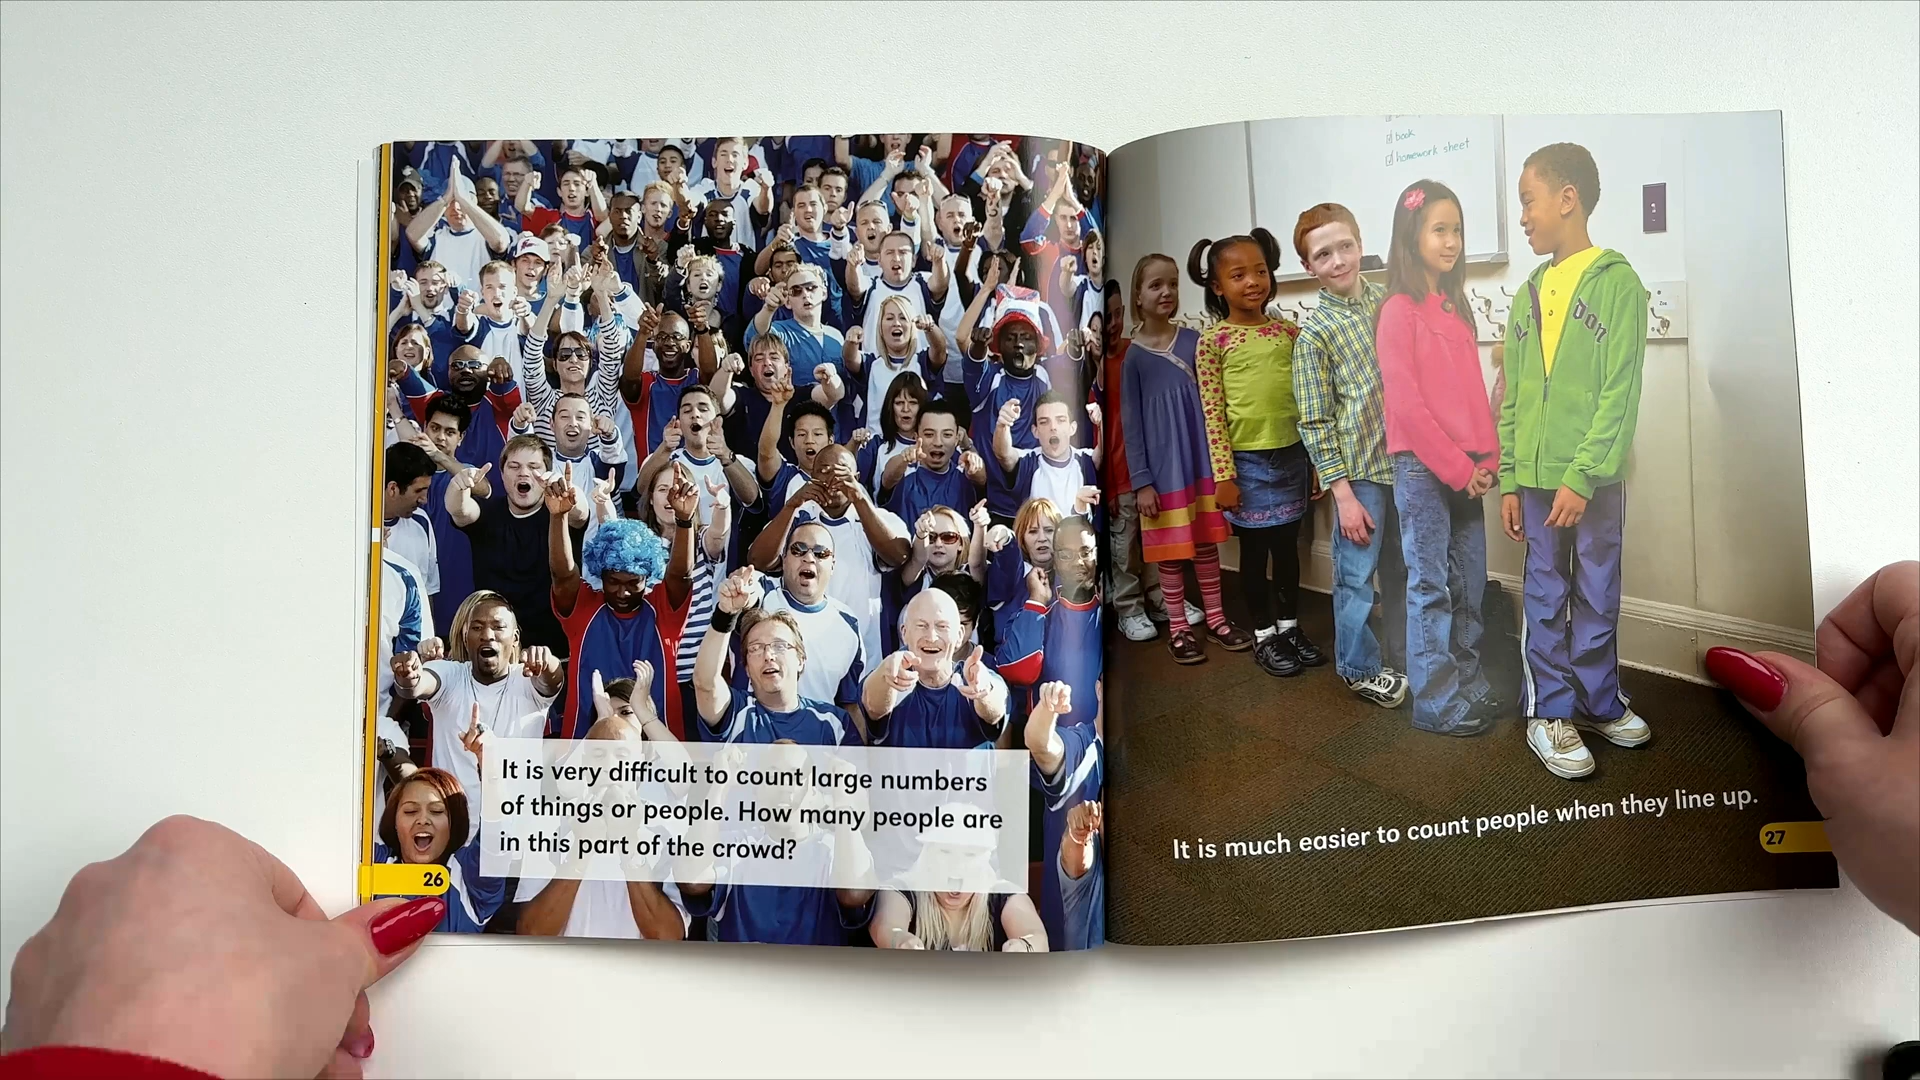 It is very difficult to count large numbers
of things or people. How many people are
in this part of the crowd?
26
book
homework sheet
Don
It is much easier to count people when they line up.
27